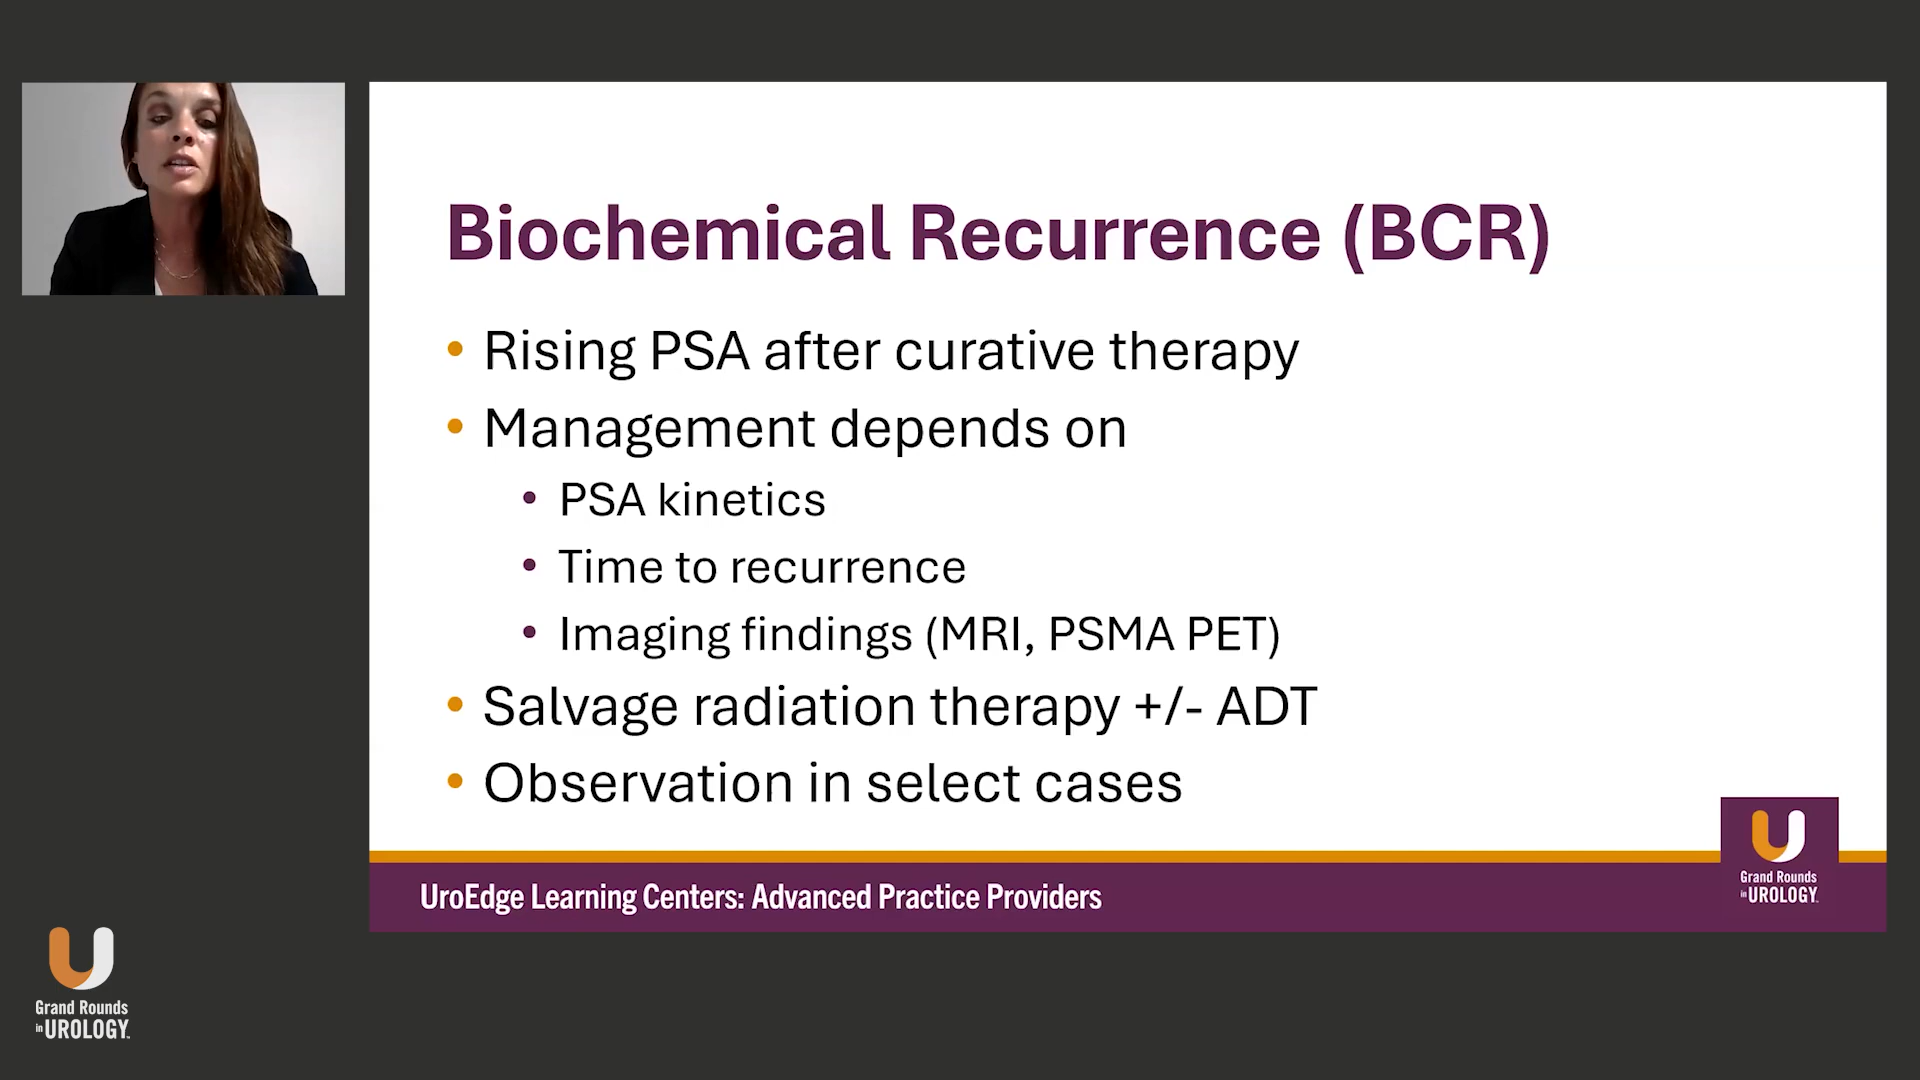 Biochemical Recurrence (BCR)
• Rising PSA after curative therapy
• Management depends on
• PSA kinetics
• Time to recurrence
• Imaging findings (MRI, PSMA PET)
• Salvage radiation therapy +/- ADT
• Observation in select cases
UroEdge Learning Centers: Advanced Practice Providers
Grand Rounds
in UROLOGY
Grand Rounds
in UROLOGY